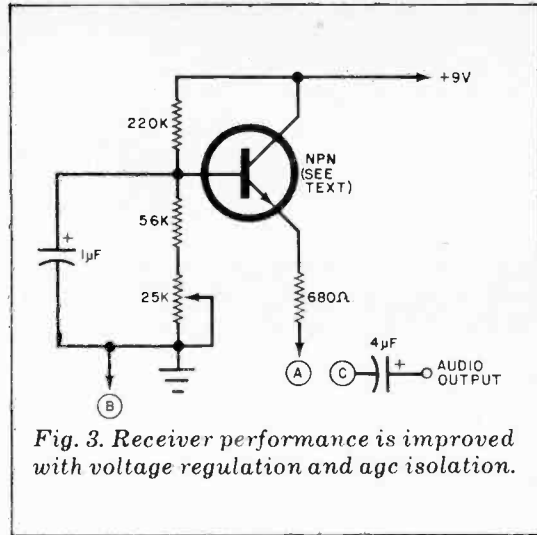 +9V
220K
NPN
(SEE
TEXT)
56K
+
1µF
25K
680Ω
4µF
+
A
C
AUDIO
OUTPUT
B
Fig. 3. Receiver performance is improved
with voltage regulation and agc isolation.